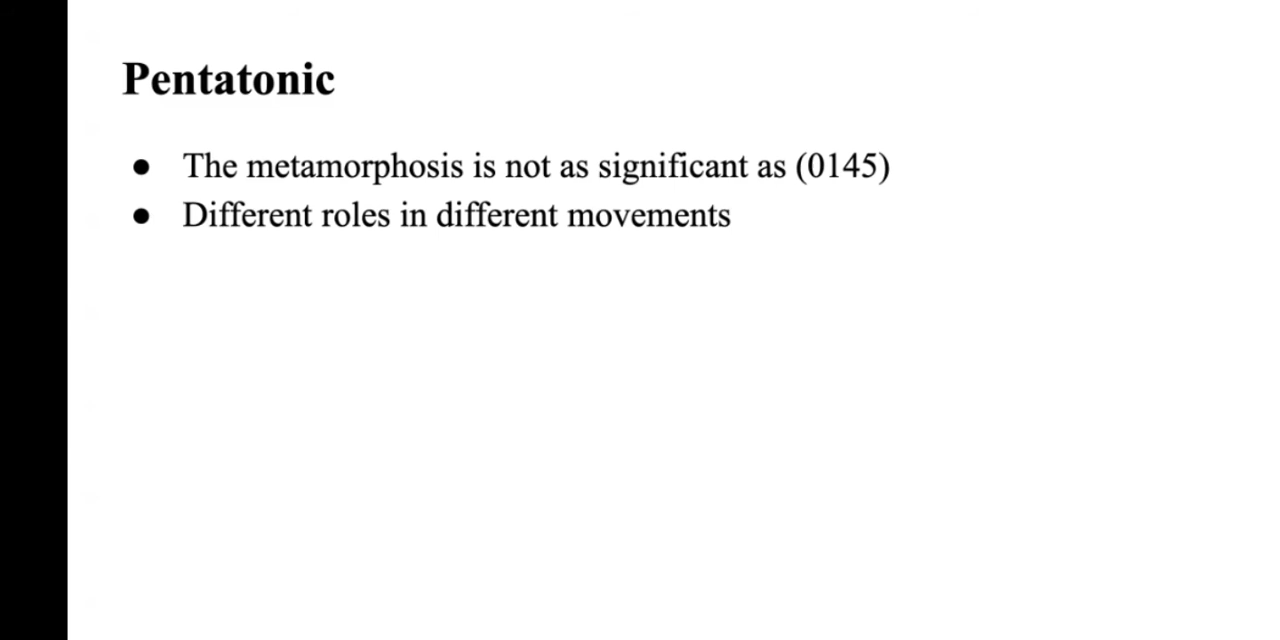 Pentatonic
● The metamorphosis is not as significant as (0145)
● Different roles in different movements